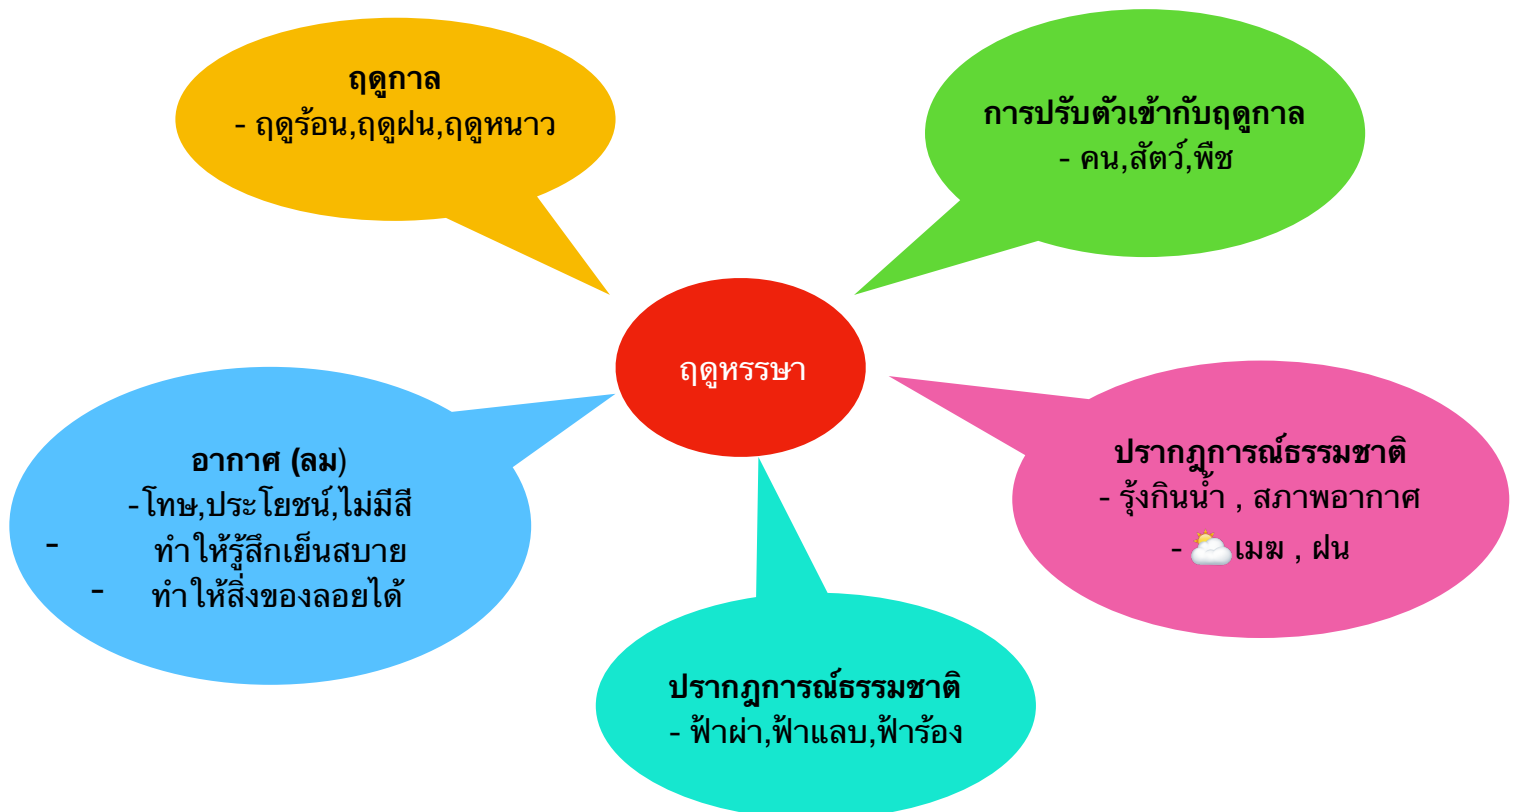 ฤดูกาล
- ฤดูร้อน,ฤดูฝน,ฤดูหนาว
การปรับตัวเข้ากับฤดูกาล
- คน,สัตว์,พืช
ฤดูหรรษา
อากาศ (ลม)
-โทษ,ประโยชน์,ไม่มีสี
- ทำให้รู้สึกเย็นสบาย
- ทำให้สิ่งของลอยได้
ปรากฎการณ์ธรรมชาติ
- รุ้งกินน้ำ , สภาพอากาศ
- 🌥เมฆ , ฝน
ปรากฎการณ์ธรรมชาติ
- ฟ้าผ่า,ฟ้าแลบ,ฟ้าร้อง